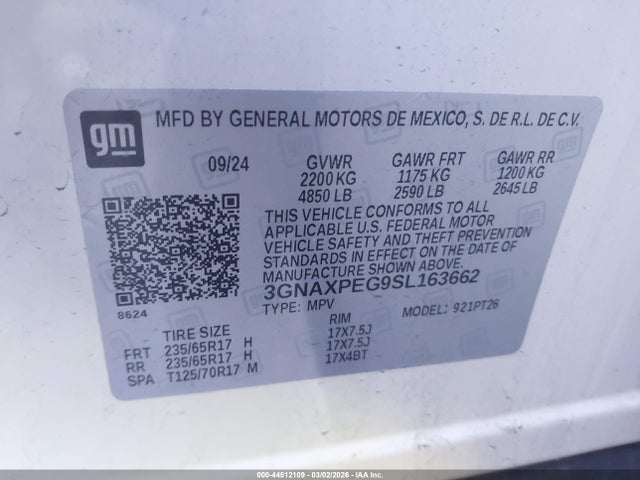 gm
MFD BY GENERAL MOTORS DE MEXICO, S. DE R.L. DE C.V.
09/24 GVWR GAWR FRT GAWR RR
2200 KG 1175 KG 1200 KG
4850 LB 2590 LB 2645 LB
THIS VEHICLE CONFORMS TO ALL
APPLICABLE U.S. FEDERAL MOTOR
VEHICLE SAFETY AND THEFT PREVENTION
STANDARDS IN EFFECT ON THE DATE OF
MANUFACTURE SHOWN ABOVE.
3GNAXPEG9SL163662
TYPE: MPV MODEL: 921PT26
8624
TIRE SIZE RIM
FRT 235/65R17 H 17X7.5J
RR 235/65R17 H 17X7.5J
SPA T125/70R17 M 17X4BT
000-44512109 - 03/02/2026 - IAAI, Inc.